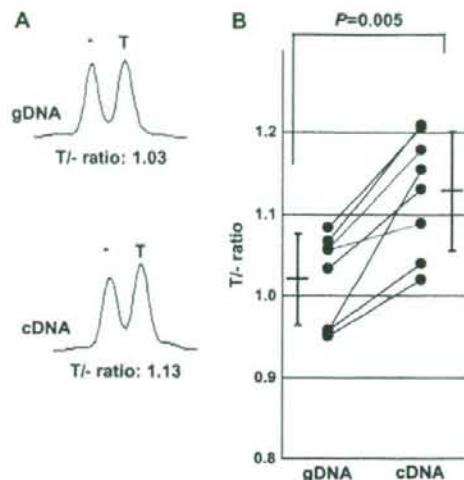 A
- T
gDNA
T/- ratio: 1.03
- T
cDNA
T/- ratio: 1.13
B
P=0.005
T/- ratio
1.2
1.1
1.0
0.9
0.8
gDNA cDNA